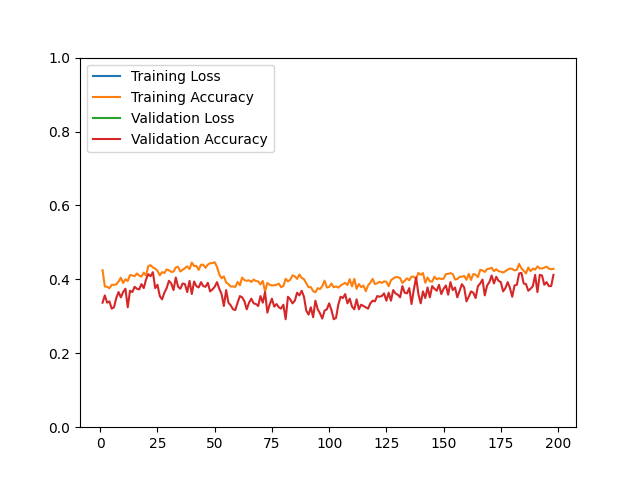 1.0
0.8
0.6
0.4
0.2
0.0
Training Loss
Training Accuracy
Validation Loss
Validation Accuracy
0 25 50 75 100 125 150 175 200